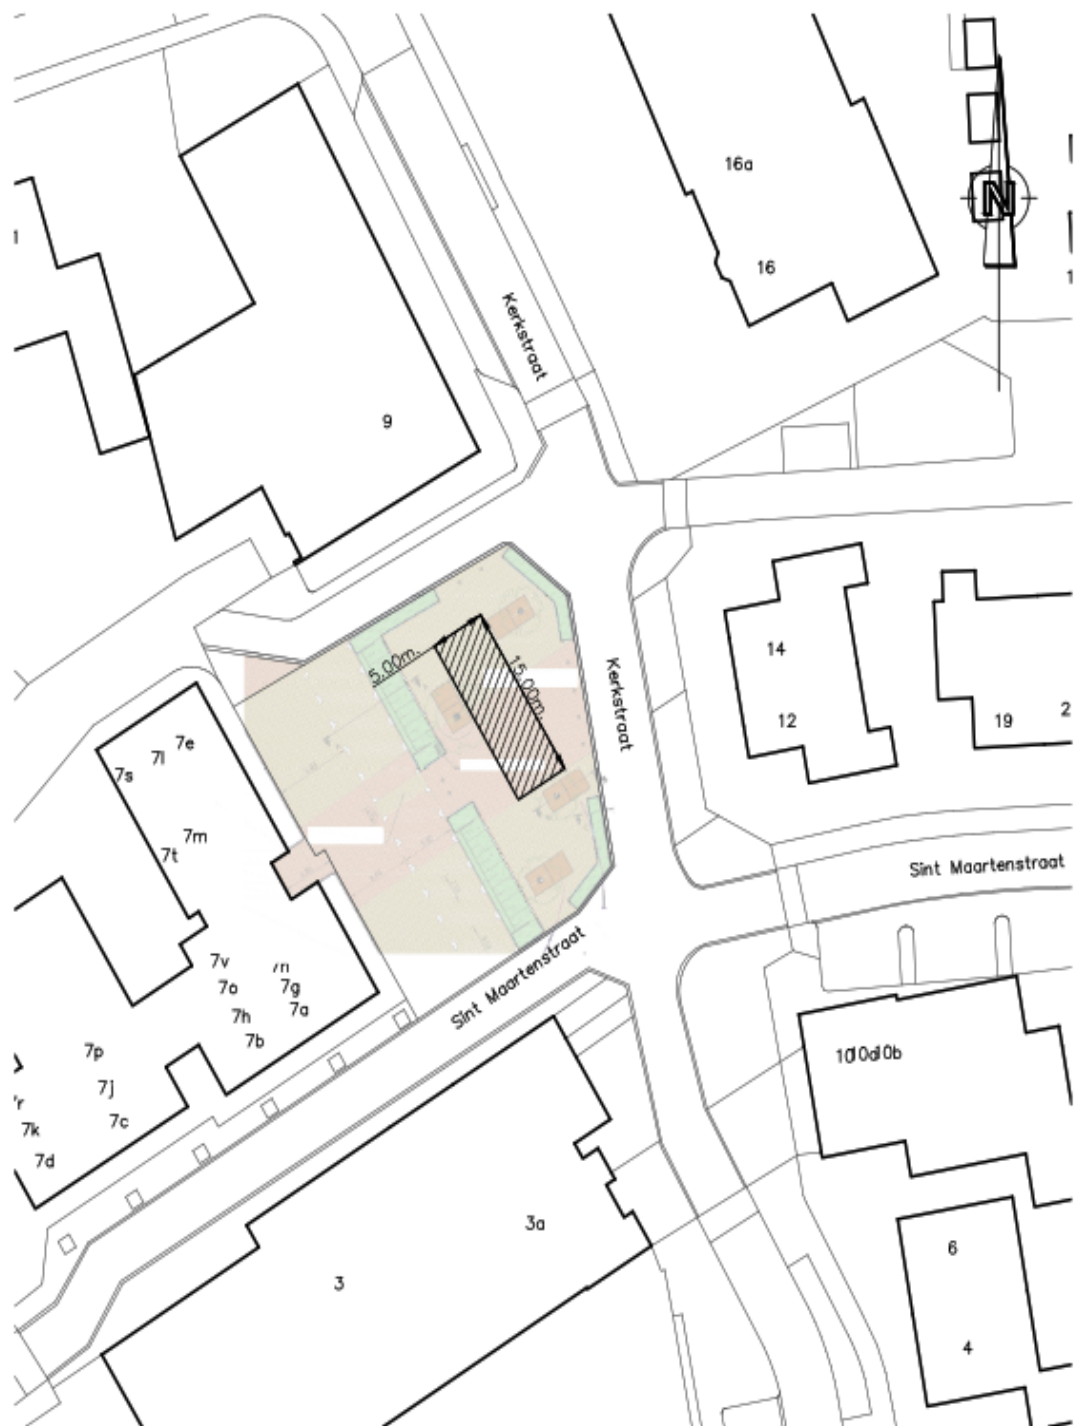 16a
N
1
16
1
Kerkstraat
9
5.00m.
15.00m.
14
Kerkstraat
12
19
2
7e
7l
7s
7m
7t
Sint Maartenstraat
7v
7o
7g
7a
7h
7b
Sint Maartenstraat
7p
7j
7c
7k
7d
10b
3a
3
6
4